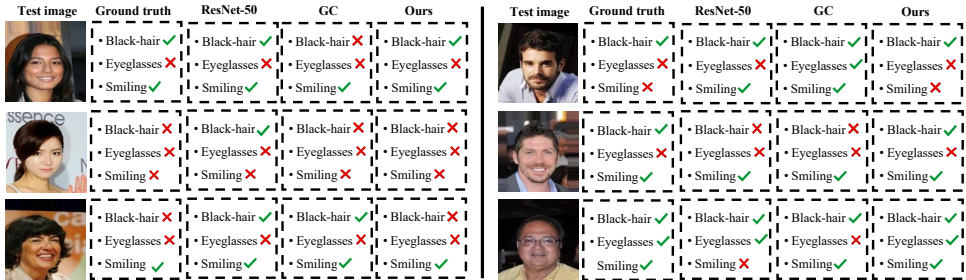 Test image Ground truth ResNet-50 GC Ours Test image Ground truth ResNet-50 GC Ours
• Black-hair ✓ • Black-hair ✓ • Black-hair ✗ • Black-hair ✓ • Black-hair ✓ • Black-hair ✓ • Black-hair ✓ • Black-hair ✓
• Eyeglasses ✗ • Eyeglasses ✗ • Eyeglasses ✗ • Eyeglasses ✗ • Eyeglasses ✗ • Eyeglasses ✗ • Eyeglasses ✓ • Eyeglasses ✗
• Smiling ✓ • Smiling ✓ • Smiling ✓ • Smiling ✓ • Smiling ✗ • Smiling ✓ • Smiling ✓ • Smiling ✗
ssence
• Black-hair ✗ • Black-hair ✓ • Black-hair ✗ • Black-hair ✗ • Black-hair ✓ • Black-hair ✗ • Black-hair ✗ • Black-hair ✓
• Eyeglasses ✗ • Eyeglasses ✗ • Eyeglasses ✗ • Eyeglasses ✗ • Eyeglasses ✗ • Eyeglasses ✗ • Eyeglasses ✗ • Eyeglasses ✗
• Smiling ✗ • Smiling ✗ • Smiling ✗ • Smiling ✗ • Smiling ✓ • Smiling ✓ • Smiling ✓ • Smiling ✓
• Black-hair ✗ • Black-hair ✓ • Black-hair ✓ • Black-hair ✗ • Black-hair ✓ • Black-hair ✓ • Black-hair ✓ • Black-hair ✓
• Eyeglasses ✗ • Eyeglasses ✗ • Eyeglasses ✗ • Eyeglasses ✗ • Eyeglasses ✓ • Eyeglasses ✓ • Eyeglasses ✗ • Eyeglasses ✓
• Smiling ✓ • Smiling ✓ • Smiling ✓ • Smiling ✓ Smiling ✓ • Smiling ✗ • Smiling ✓ • Smiling ✓